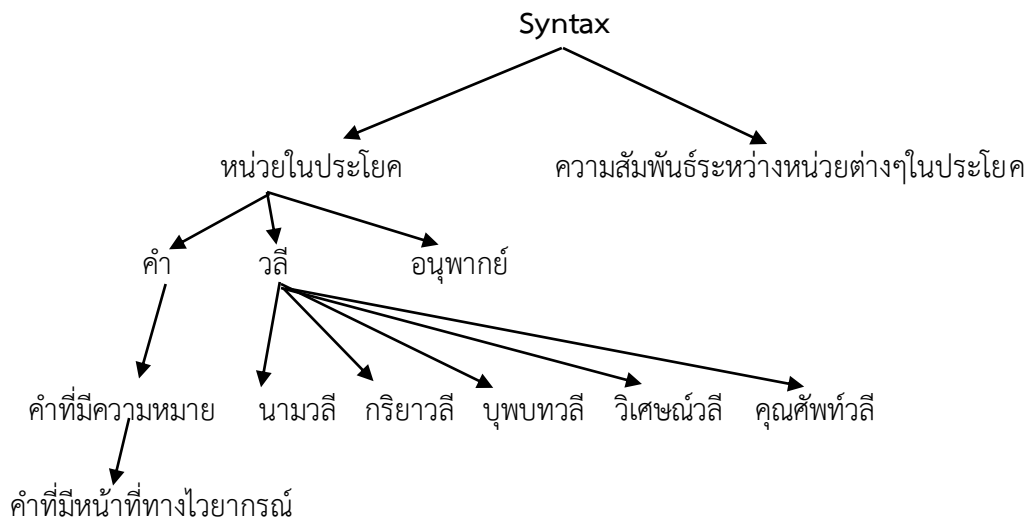 Syntax
หน่วยในประโยค ความสัมพันธ์ระหว่างหน่วยต่างๆในประโยค
คำ วลี อนุพากย์
คำที่มีความหมาย นามวลี กริยาวลี บุพบทวลี วิเศษณ์วลี คุณศัพท์วลี
คำที่มีหน้าที่ทางไวยากรณ์